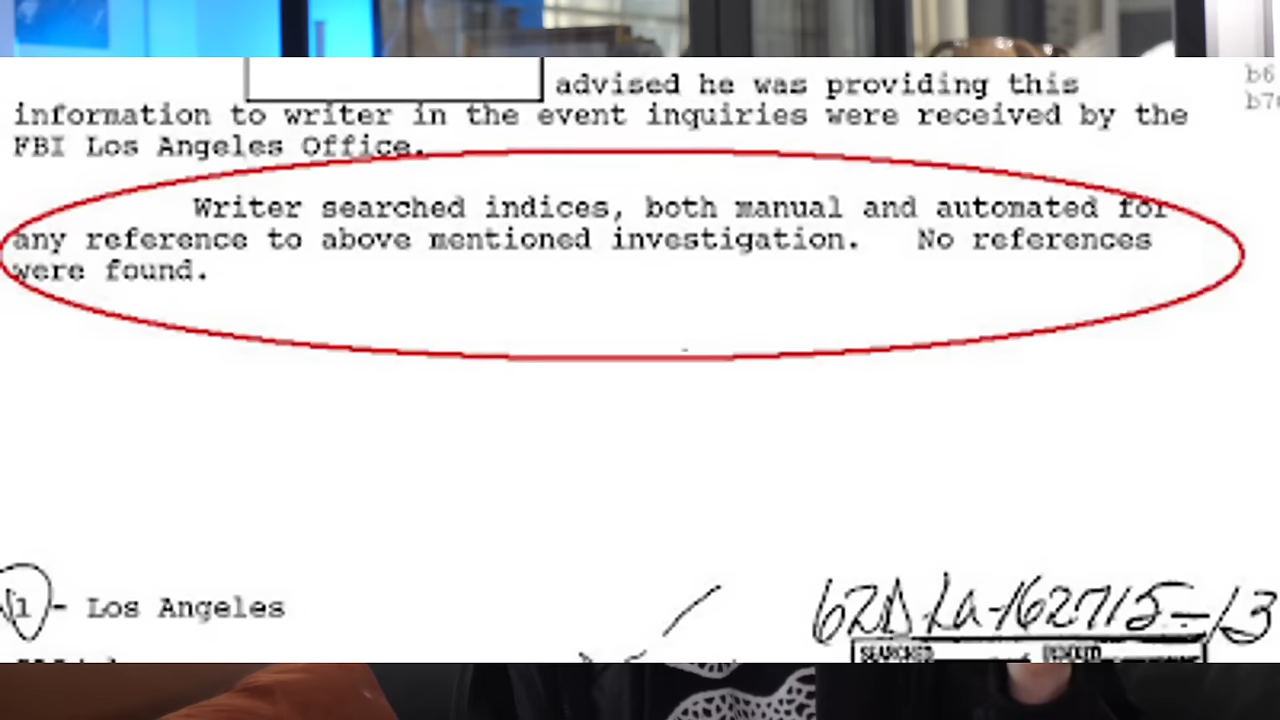 advised he was providing this
b6
information to writer in the event inquiries were received by the
FBI Los Angeles Office.
Writer searched indices, both manual and automated for
any reference to above mentioned investigation. No references
were found.
1 - Los Angeles
62D-LA-162715-13
SEARCHED